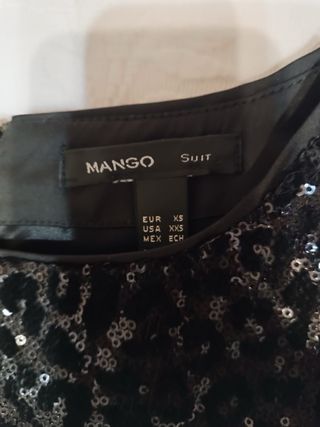 MANGO SUIT
EUR XS
USA XXS
MEX ECH